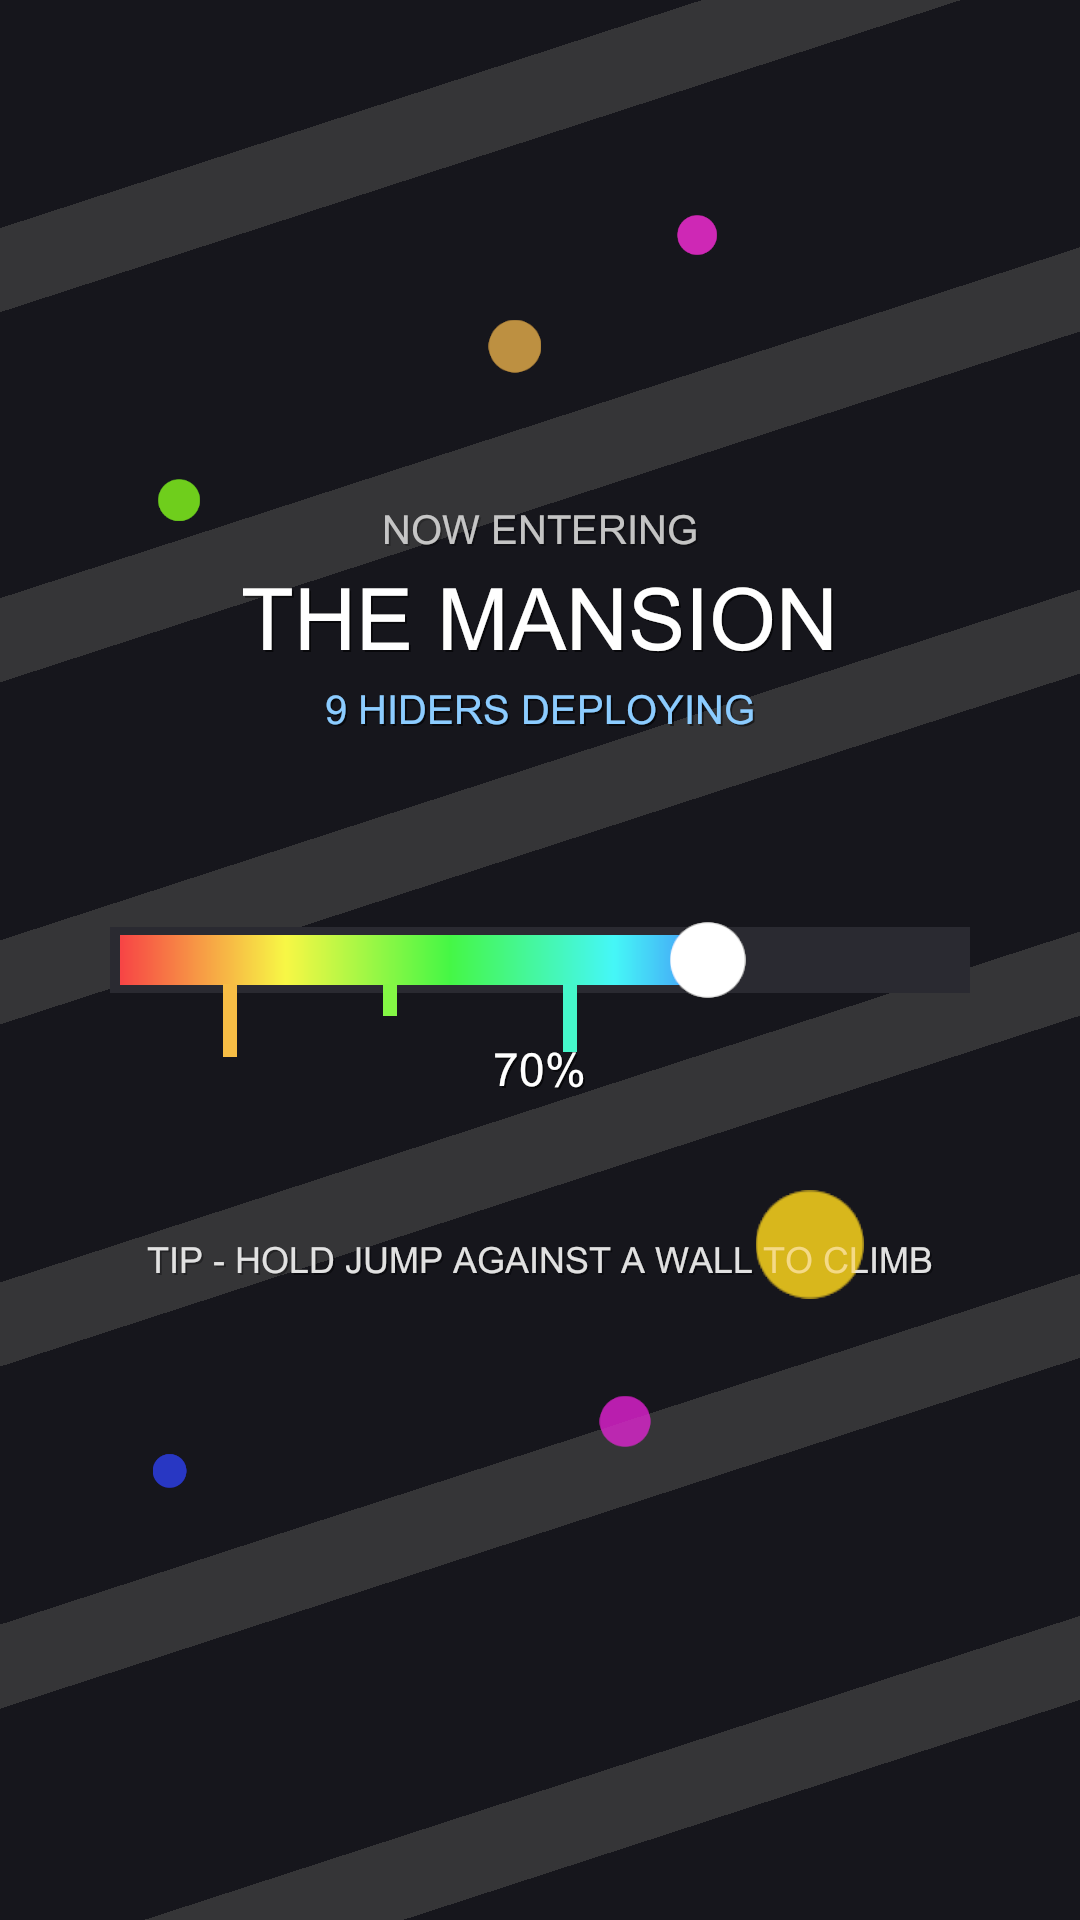 NOW ENTERING
THE MANSION
9 HIDERS DEPLOYING
70%
TIP - HOLD JUMP AGAINST A WALL TO CLIMB